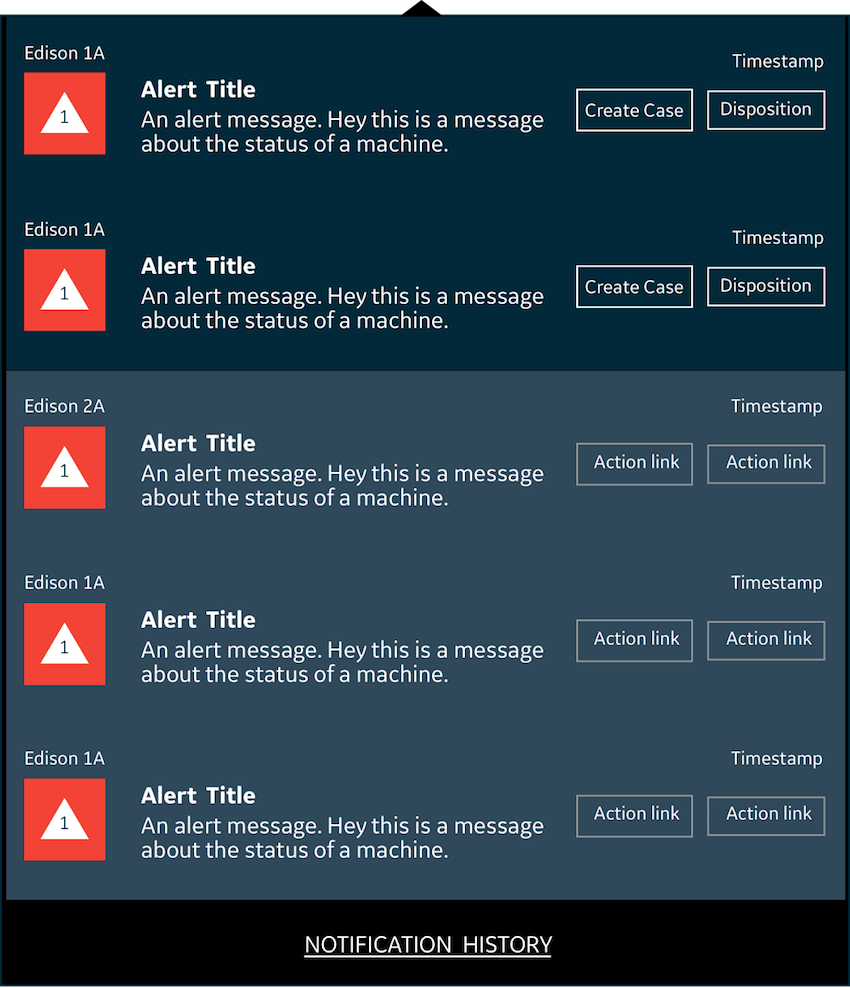 Edison 1A
Timestamp
1
Alert Title
An alert message. Hey this is a message
about the status of a machine.
Create Case
Disposition
Edison 1A
Timestamp
1
Alert Title
An alert message. Hey this is a message
about the status of a machine.
Create Case
Disposition
Edison 2A
Timestamp
1
Alert Title
An alert message. Hey this is a message
about the status of a machine.
Action link
Action link
Edison 1A
Timestamp
1
Alert Title
An alert message. Hey this is a message
about the status of a machine.
Action link
Action link
Edison 1A
Timestamp
1
Alert Title
An alert message. Hey this is a message
about the status of a machine.
Action link
Action link
NOTIFICATION HISTORY